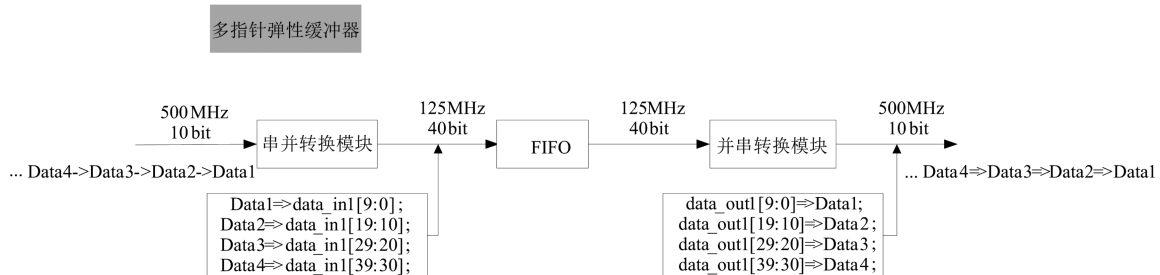 多指针弹性缓冲器
500MHz
10bit
串并转换模块
125MHz
40bit
FIFO
125MHz
40bit
并串转换模块
500MHz
10bit
... Data4->Data3->Data2->Data1
... Data4=>Data3=>Data2=>Data1
Data1=>data_in1[9:0];
Data2=>data_in1[19:10];
Data3=>data_in1[29:20];
Data4=>data_in1[39:30];
data_out1[9:0]=>Data1;
data_out1[19:10]=>Data2;
data_out1[29:20]=>Data3;
data_out1[39:30]=>Data4;